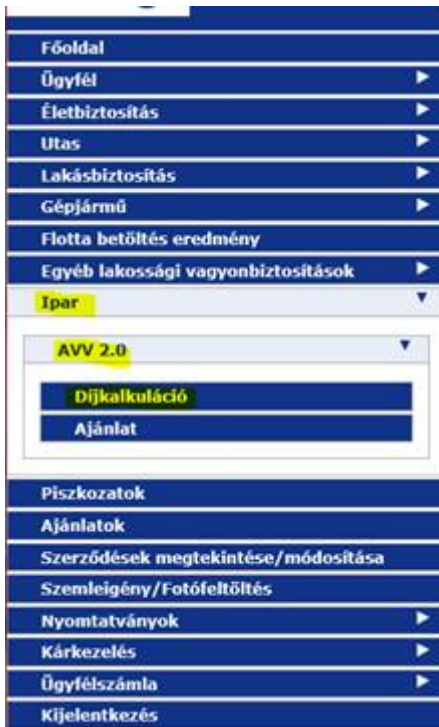 Főoldal
Ügyfél
Életbiztosítás
Utas
Lakásbiztosítás
Gépjármű
Flotta betöltés eredmény
Egyéb lakossági vagyonbiztosítások
Ipar
AVV 2.0
Díjkalkuláció
Ajánlat
Piszkozatok
Ajánlatok
Szerződések megtekintése/módosítása
Szemleigény/Fotófeltöltés
Nyomtatványok
Kárkezelés
Ügyfélszámla
Kijelentkezés